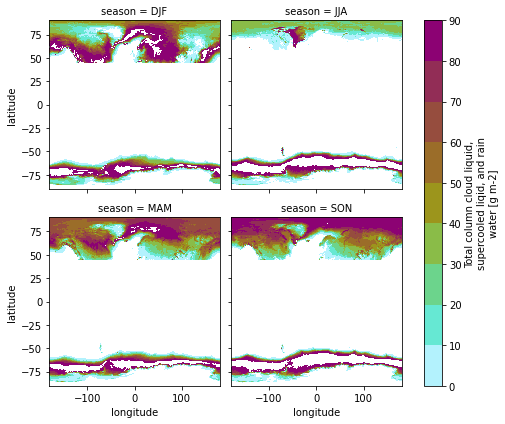 season = DJF
season = JJA
90
75
50
25
0
−25
−50
−75
latitude
80
70
60
50
40
30
20
10
0
Total column cloud liquid,
supercooled liqid, and rain
water [g m-2]
season = MAM
season = SON
75
50
25
0
−25
−50
−75
latitude
−100
0
100
longitude
−100
0
100
longitude